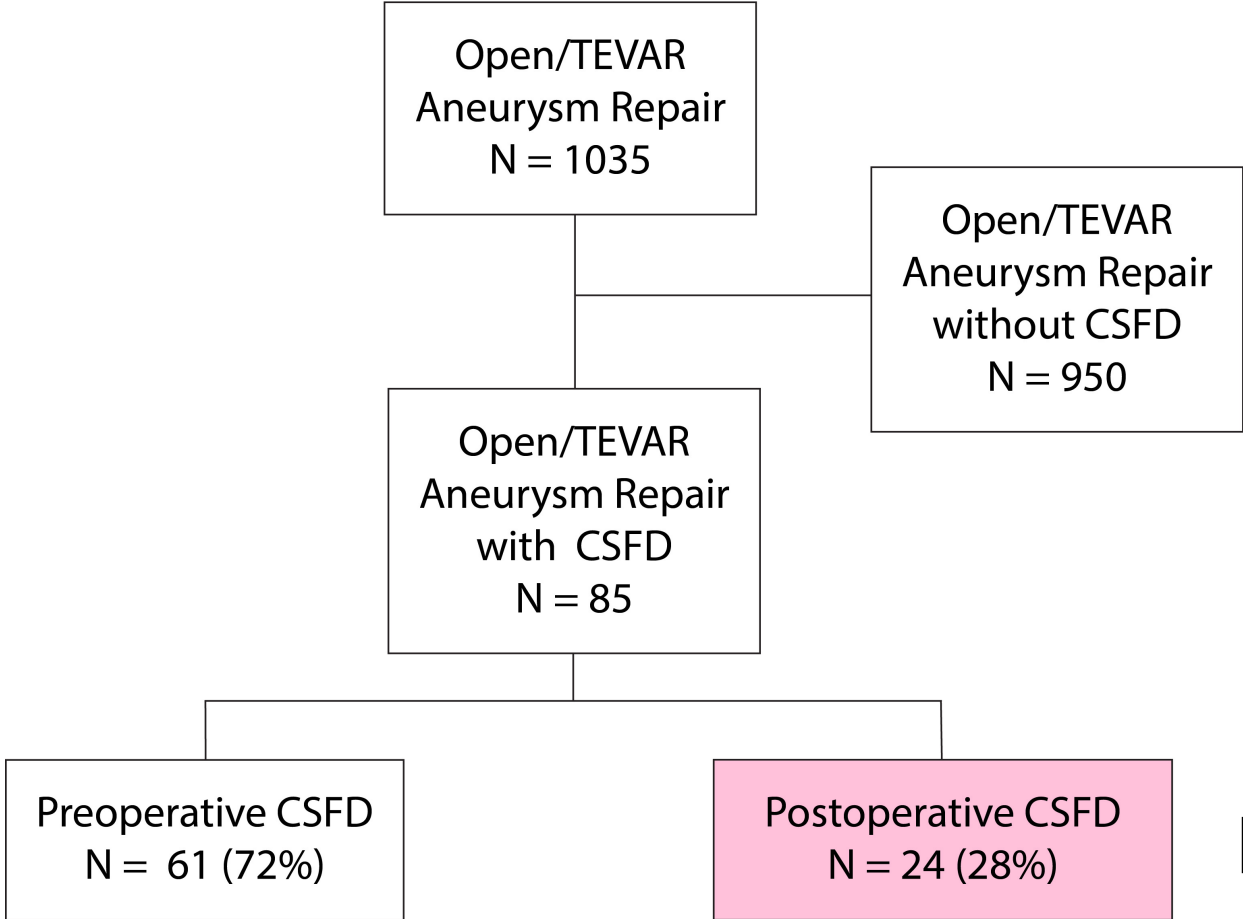 Open/TEVAR
Aneurysm Repair
N = 1035
Open/TEVAR
Aneurysm Repair
without CSFD
N = 950
Open/TEVAR
Aneurysm Repair
with  CSFD
N = 85
Preoperative CSFD
N =  61 (72%)
Postoperative CSFD
N = 24 (28%)